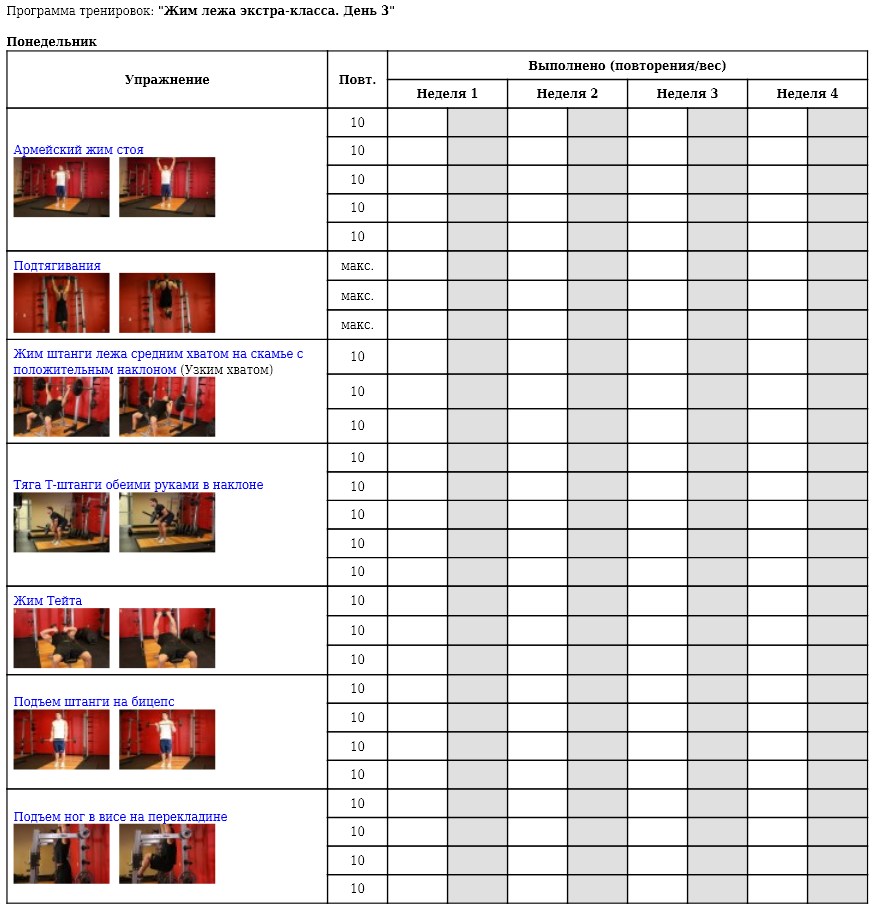 Программа тренировок: "Жим лежа экстра-класса. День 3"
Понедельник
Упражнение
Повт.
Выполнено (повторения/вес)
Неделя 1
Неделя 2
Неделя 3
Неделя 4
Армейский жим стоя
10
10
10
10
10
Подтягивания
макс.
макс.
макс.
Жим штанги лежа средним хватом на скамье с
положительным наклоном (Узким хватом)
10
10
10
Тяга Т-штанги обеими руками в наклоне
10
10
10
10
10
Жим Тейта
10
10
10
Подъем штанги на бицепс
10
10
10
10
Подъем ног в висе на перекладине
10
10
10
10